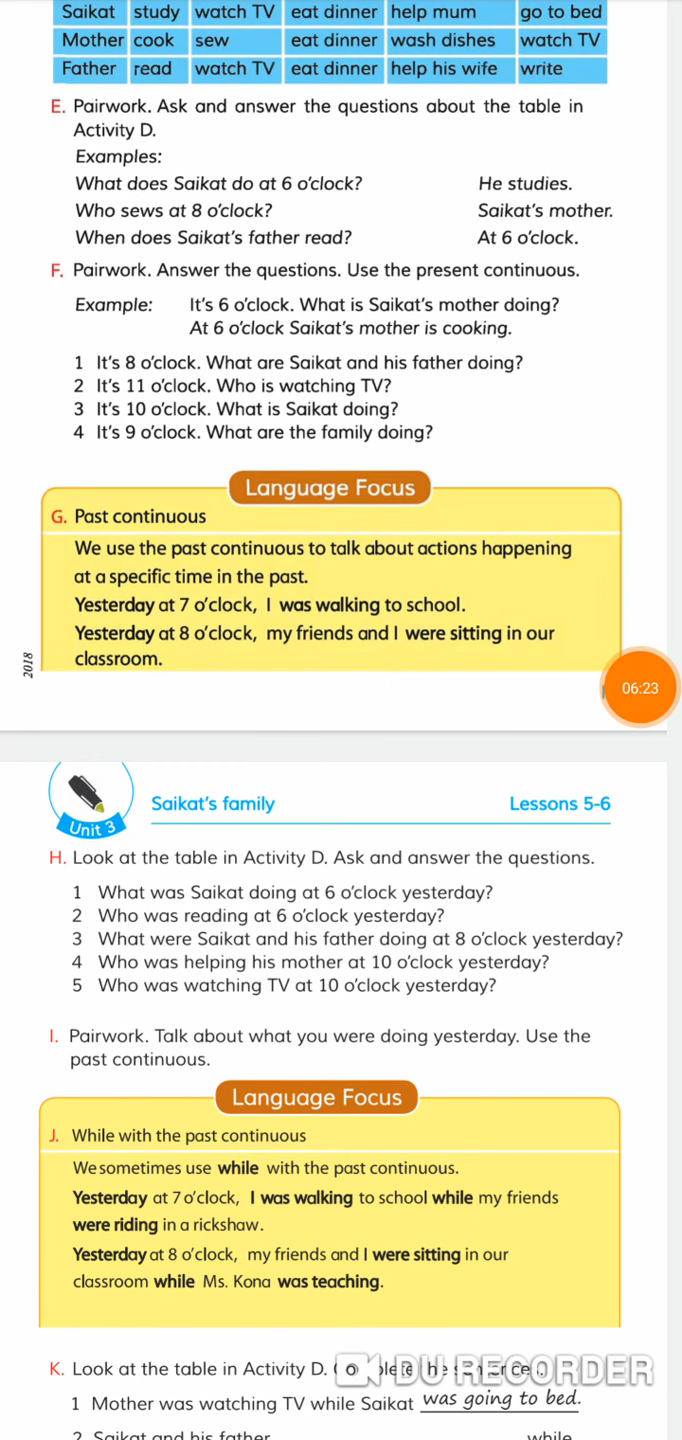 Saikat study watch TV eat dinner help mum go to bed
Mother cook sew eat dinner wash dishes watch TV
Father read watch TV eat dinner help his wife write
E. Pairwork. Ask and answer the questions about the table in
Activity D.
Examples:
What does Saikat do at 6 o'clock? He studies.
Who sews at 8 o'clock? Saikat's mother.
When does Saikat's father read? At 6 o'clock.
F. Pairwork. Answer the questions. Use the present continuous.
Example: It's 6 o'clock. What is Saikat's mother doing?
At 6 o'clock Saikat's mother is cooking.
1 It's 8 o'clock. What are Saikat and his father doing?
2 It's 11 o'clock. Who is watching TV?
3 It's 10 o'clock. What is Saikat doing?
4 It's 9 o'clock. What are the family doing?
Language Focus
G. Past continuous
We use the past continuous to talk about actions happening
at a specific time in the past.
Yesterday at 7 o'clock, I was walking to school.
Yesterday at 8 o'clock, my friends and I were sitting in our
classroom.
2018
06:23
Unit 3
Saikat's family Lessons 5-6
H. Look at the table in Activity D. Ask and answer the questions.
1 What was Saikat doing at 6 o'clock yesterday?
2 Who was reading at 6 o'clock yesterday?
3 What were Saikat and his father doing at 8 o'clock yesterday?
4 Who was helping his mother at 10 o'clock yesterday?
5 Who was watching TV at 10 o'clock yesterday?
I. Pairwork. Talk about what you were doing yesterday. Use the
past continuous.
Language Focus
J. While with the past continuous
We sometimes use while with the past continuous.
Yesterday at 7 o'clock, I was walking to school while my friends
were riding in a rickshaw.
Yesterday at 8 o'clock, my friends and I were sitting in our
classroom while Ms. Kona was teaching.
K. Look at the table in Activity D.
DU RECORDER
1 Mother was watching TV while Saikat was going to bed.
2 Saikat and his father while